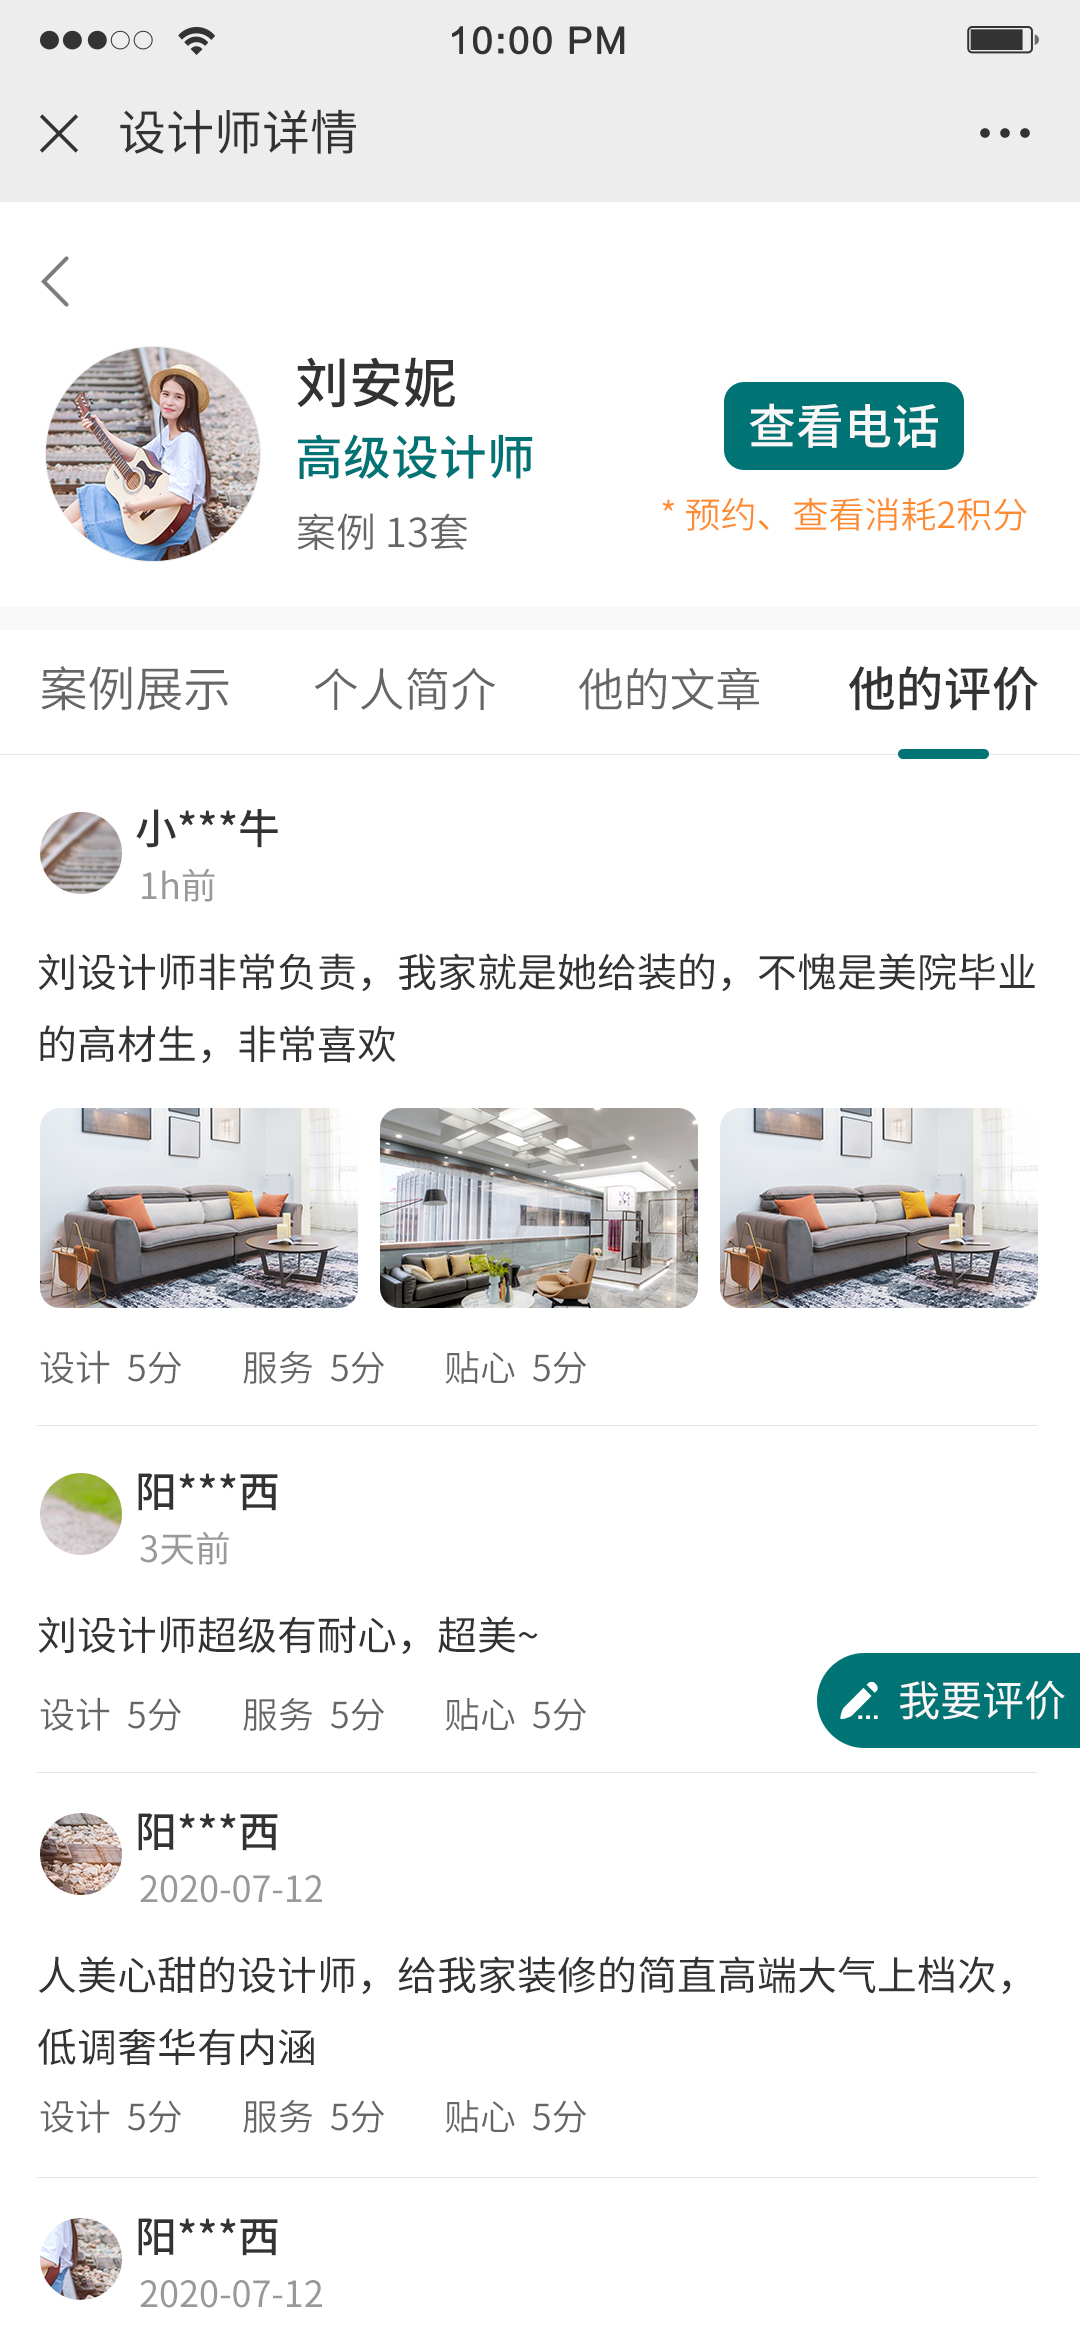 10:00 PM
设计师详情
刘安妮
高级设计师
案例 13套
查看电话
* 预约、查看消耗2积分
案例展示 个人简介 他的文章 他的评价
小***牛
1h前
刘设计师非常负责，我家就是她给装的，不愧是美院毕业
的高材生，非常喜欢
设计 5分 服务 5分 贴心 5分
阳***西
3天前
刘设计师超级有耐心，超美~
设计 5分 服务 5分 贴心 5分
我要评价
阳***西
2020-07-12
人美心甜的设计师，给我家装修的简直高端大气上档次，
低调奢华有内涵
设计 5分 服务 5分 贴心 5分
阳***西
2020-07-12